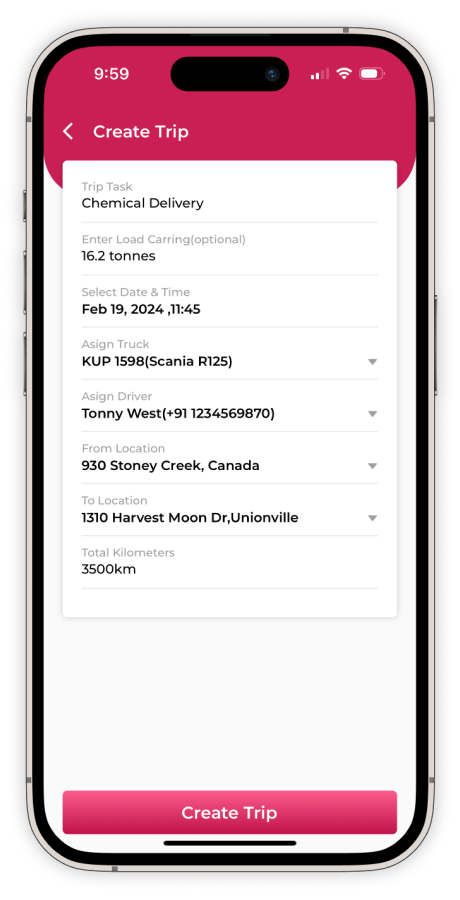 9:59
Create Trip
Trip Task
Chemical Delivery
Enter Load Carring(optional)
16.2 tonnes
Select Date & Time
Feb 19, 2024 ,11:45
Asign Truck
KUP 1598(Scania R125)
Asign Driver
Tonny West(+91 1234569870)
From Location
930 Stoney Creek, Canada
To Location
1310 Harvest Moon Dr,Unionville
Total Kilometers
3500km
Create Trip